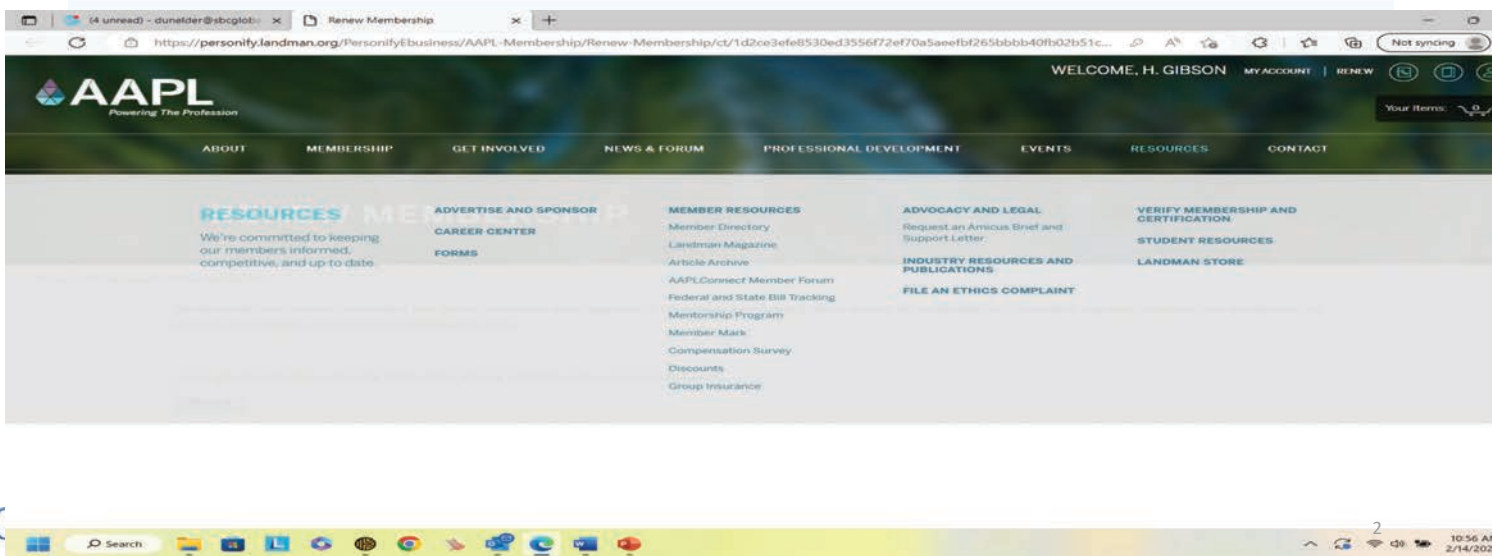 (4 unread) - dunelder@sbcglob
Renew Membership
https://personify.landman.org/PersonifyEbusiness/AAPL-Membership/Renew-Membership/ct/1d2ce3efe8530ed3556f72ef70a5aeefbf265bbbb40fb02b51c...
Not syncing
WELCOME, H. GIBSON MY ACCOUNT | RENEW
AAPL
Powering The Profession
Your Items: 0
ABOUT MEMBERSHIP GET INVOLVED NEWS & FORUM PROFESSIONAL DEVELOPMENT EVENTS RESOURCES CONTACT
RESOURCES
We're committed to keeping
our members informed,
competitive, and up to date.
ADVERTISE AND SPONSOR
CAREER CENTER
FORMS
MEMBER RESOURCES
Member Directory
Landman Magazine
Article Archive
AAPLConnect Member Forum
Federal and State Bill Tracking
Mentorship Program
Member Mark
Compensation Survey
Discounts
Group Insurance
ADVOCACY AND LEGAL
Request an Amicus Brief and
Support Letter
INDUSTRY RESOURCES AND
PUBLICATIONS
FILE AN ETHICS COMPLAINT
VERIFY MEMBERSHIP AND
CERTIFICATION
STUDENT RESOURCES
LANDMAN STORE
2
Search
10:56 AM
2/14/202